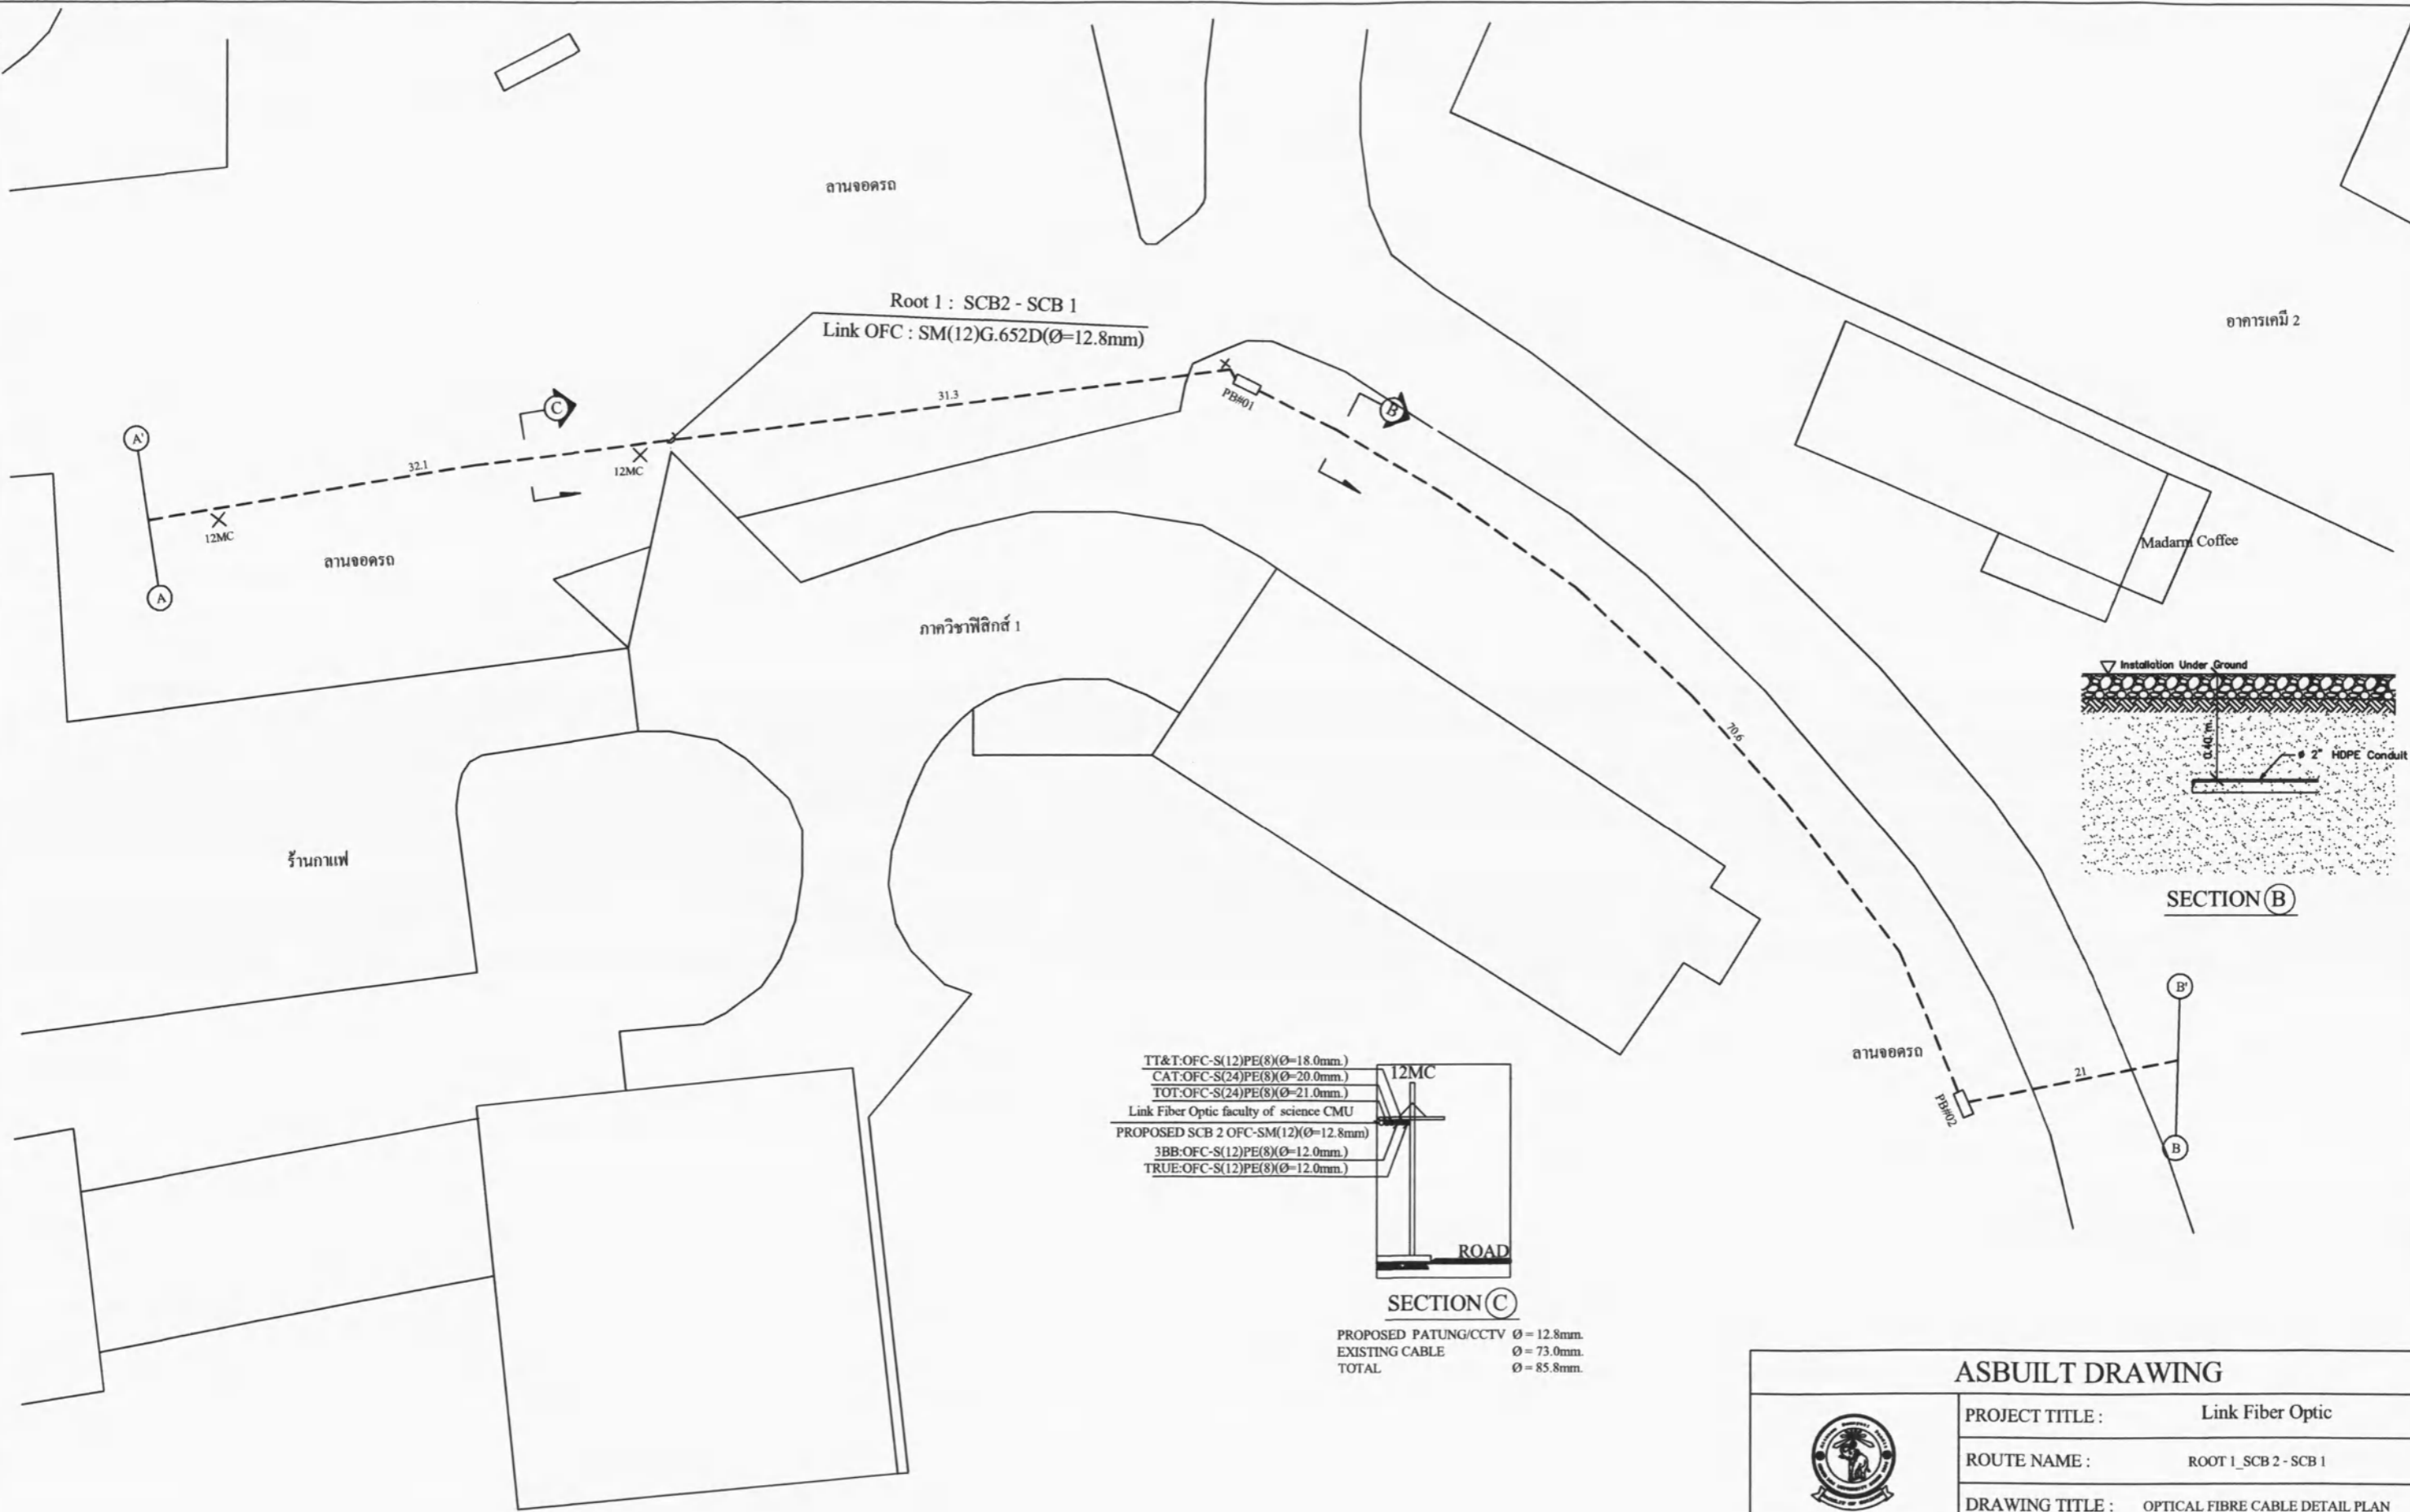 ลานจอดรถ
Root 1 : SCB2 - SCB 1
Link OFC : SM(12)G.652D(Ø=12.8mm)
อาคารเคมี 2
C
31.3
PB#01
B
A'
32.1
12MC
12MC
Madarm Coffee
ลานจอดรถ
A
ภาควิชาฟิสิกส์ 1
Installation Under Ground
0.40 m.
ø 2" HDPE Conduit
SECTION B
70.6
ร้านกาแฟ
B'
ลานจอดรถ
21
PB#02
B
TT&T:OFC-S(12)PE(8)(Ø=18.0mm.)
CAT:OFC-S(24)PE(8)(Ø=20.0mm.)
TOT:OFC-S(24)PE(8)(Ø=21.0mm.)
Link Fiber Optic faculty of science CMU
PROPOSED SCB 2 OFC-SM(12)(Ø=12.8mm)
3BB:OFC-S(12)PE(8)(Ø=12.0mm.)
TRUE:OFC-S(12)PE(8)(Ø=12.0mm.)
12MC
ROAD
SECTION C
PROPOSED PATUNG/CCTV Ø = 12.8mm.
EXISTING CABLE Ø = 73.0mm.
TOTAL Ø = 85.8mm.
ASBUILT DRAWING
PROJECT TITLE : Link Fiber Optic
ROUTE NAME : ROOT 1_SCB 2 - SCB 1
DRAWING TITLE : OPTICAL FIBRE CABLE DETAIL PLAN